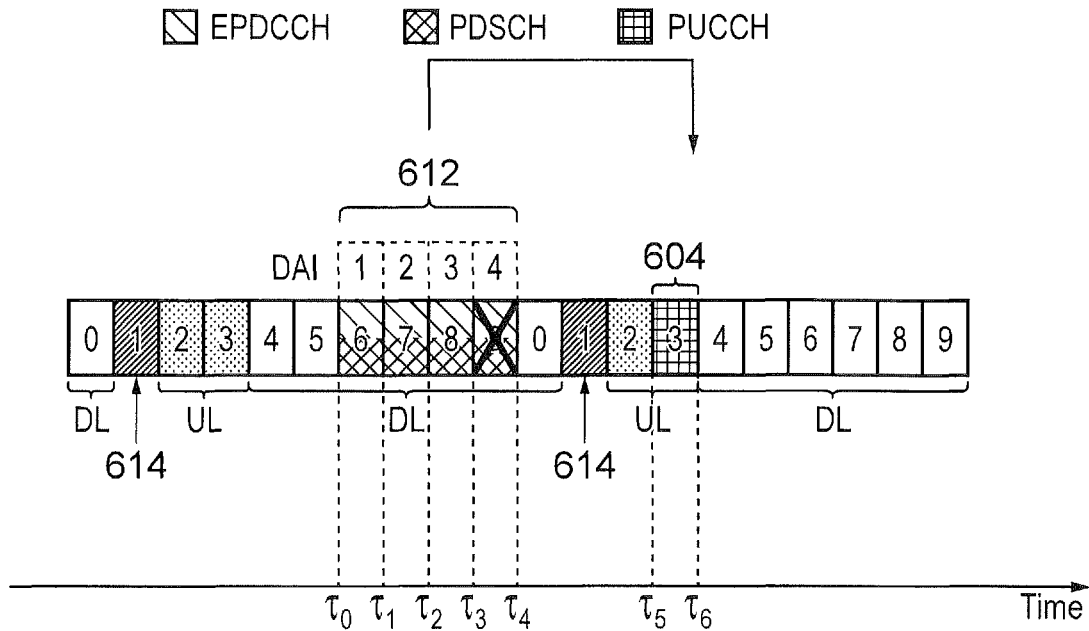 EPDCCH PDSCH PUCCH
612
604
DAI 1 2 3 4
0 1 2 3 4 5 6 7 8 0 1 2 3 4 5 6 7 8 9
DL UL DL UL DL
614 614
τ0 τ1 τ2 τ3 τ4 τ5 τ6 Time